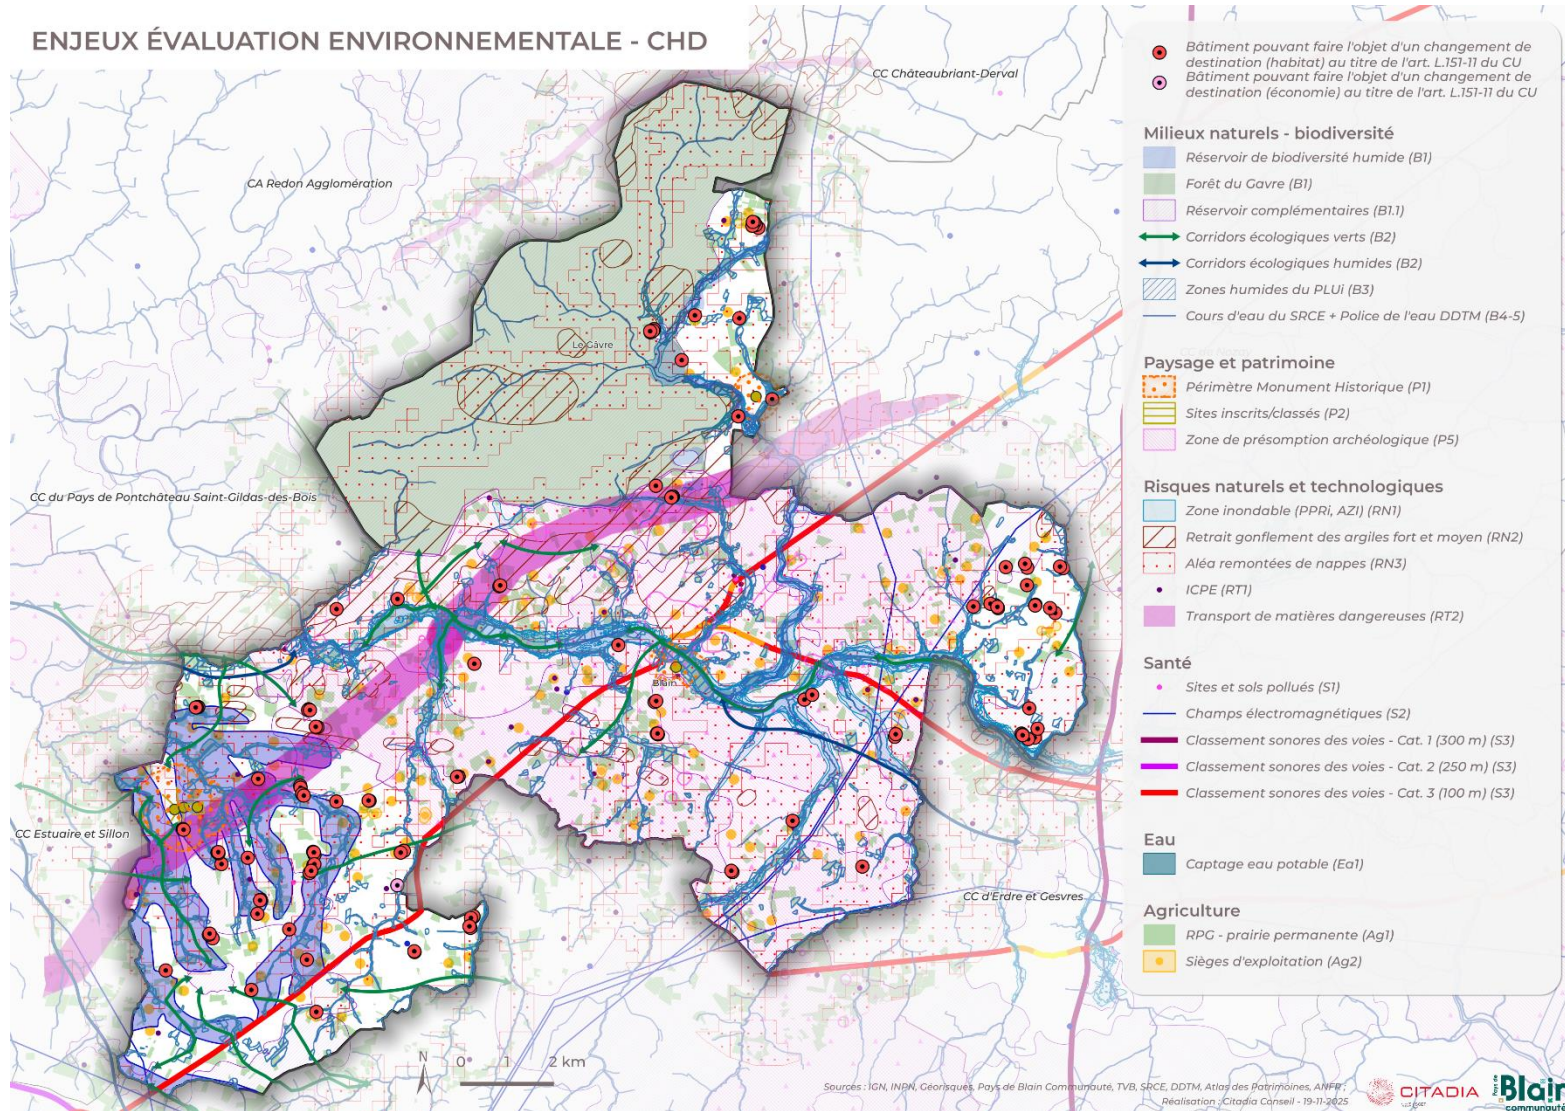 ENJEUX ÉVALUATION ENVIRONNEMENTALE - CHD
CC Châteaubriant-Derval
CA Redon Agglomération
Le Gâvre
CC du Pays de Pontchâteau Saint-Gildas-des-Bois
Blain
CC Estuaire et Sillon
CC d'Erdre et Gesvres
Bâtiment pouvant faire l'objet d'un changement de
destination (habitat) au titre de l'art. L.151-11 du CU
Bâtiment pouvant faire l'objet d'un changement de
destination (économie) au titre de l'art. L.151-11 du CU
Milieux naturels - biodiversité
Réservoir de biodiversité humide (B1)
Forêt du Gavre (B1)
Réservoir complémentaires (B1.1)
Corridors écologiques verts (B2)
Corridors écologiques humides (B2)
Zones humides du PLUi (B3)
Cours d'eau du SRCE + Police de l'eau DDTM (B4-5)
Paysage et patrimoine
Périmètre Monument Historique (P1)
Sites inscrits/classés (P2)
Zone de présomption archéologique (P5)
Risques naturels et technologiques
Zone inondable (PPRi, AZI) (RN1)
Retrait gonflement des argiles fort et moyen (RN2)
Aléa remontées de nappes (RN3)
ICPE (RT1)
Transport de matières dangereuses (RT2)
Santé
Sites et sols pollués (S1)
Champs électromagnétiques (S2)
Classement sonores des voies - Cat. 1 (300 m) (S3)
Classement sonores des voies - Cat. 2 (250 m) (S3)
Classement sonores des voies - Cat. 3 (100 m) (S3)
Eau
Captage eau potable (Ea1)
Agriculture
RPG - prairie permanente (Ag1)
Sièges d'exploitation (Ag2)
N
0 1 2 km
Sources : IGN, INPN, Géorisques, Pays de Blain Communauté, TVB, SRCE, DDTM, Atlas des Patrimoines, ANFR ;
Réalisation : Citadia Conseil - 19-11-2025
CITADIA
Pays de
Blain
communauté